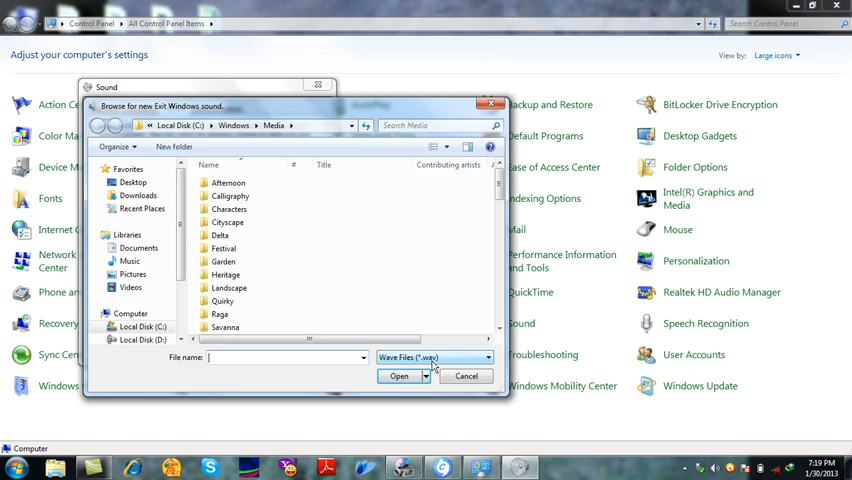 Control Panel ▸ All Control Panel Items ▸
Search Control Panel
Adjust your computer's settings
View by: Large icons
Sound
Browse for new Exit Windows sound.
« Local Disk (C:) ▸ Windows ▸ Media ▸
Search Media
Organize
New folder
Name
#
Title
Contributing artists
Favorites
Desktop
Downloads
Recent Places
Libraries
Documents
Music
Pictures
Videos
Computer
Local Disk (C:)
Local Disk (D:)
Afternoon
Calligraphy
Characters
Cityscape
Delta
Festival
Garden
Heritage
Landscape
Quirky
Raga
Savanna
File name:
Wave Files (*.wav)
Open
Cancel
Action Ce
Color Ma
Device M
Fonts
Internet
Network
Center
Phone an
Recovery
Sync Cent
Windows
Backup and Restore
Default Programs
Ease of Access Center
Indexing Options
Mail
Performance Information
and Tools
QuickTime
Sound
Troubleshooting
Windows Mobility Center
BitLocker Drive Encryption
Desktop Gadgets
Folder Options
Intel(R) Graphics and
Media
Mouse
Personalization
Realtek HD Audio Manager
Speech Recognition
User Accounts
Windows Update
Computer
7:19 PM
1/30/2013